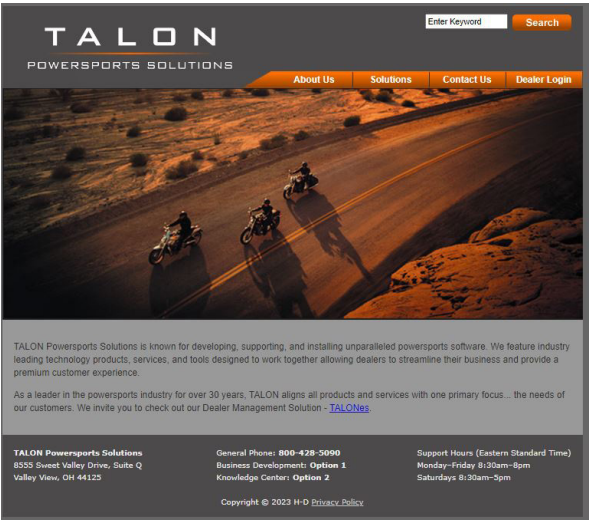 TALON
POWERSPORTS SOLUTIONS
Enter Keyword
Search
About Us
Solutions
Contact Us
Dealer Login
TALON Powersports Solutions is known for developing, supporting, and installing unparalleled powersports software. We feature industry
leading technology products, services, and tools designed to work together allowing dealers to streamline their business and provide a
premium customer experience.
As a leader in the powersports industry for over 30 years, TALON aligns all products and services with one primary focus... the needs of
our customers. We invite you to check out our Dealer Management Solution - TALONes.
TALON Powersports Solutions
8555 Sweet Valley Drive, Suite Q
Valley View, OH 44125
General Phone: 800-428-5090
Business Development: Option 1
Knowledge Center: Option 2
Support Hours (Eastern Standard Time)
Monday–Friday 8:30am–8pm
Saturdays 8:30am–5pm
Copyright © 2023 H-D Privacy Policy